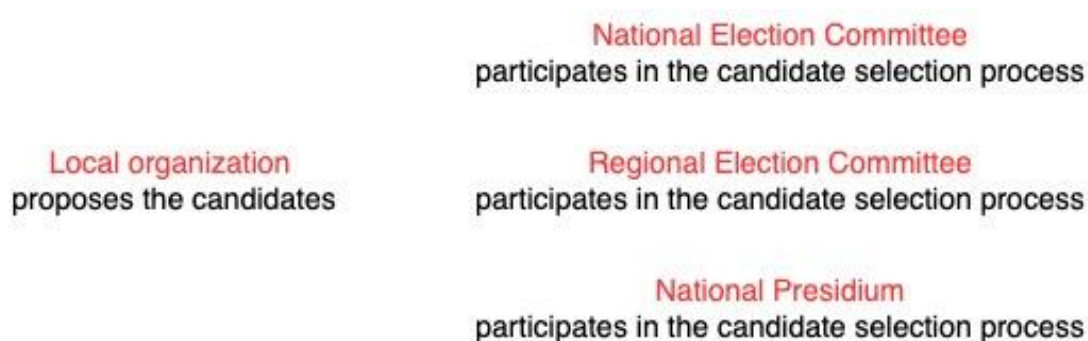 National Election Committee
participates in the candidate selection process
Local organization
proposes the candidates
Regional Election Committee
participates in the candidate selection process
National Presidium
participates in the candidate selection process